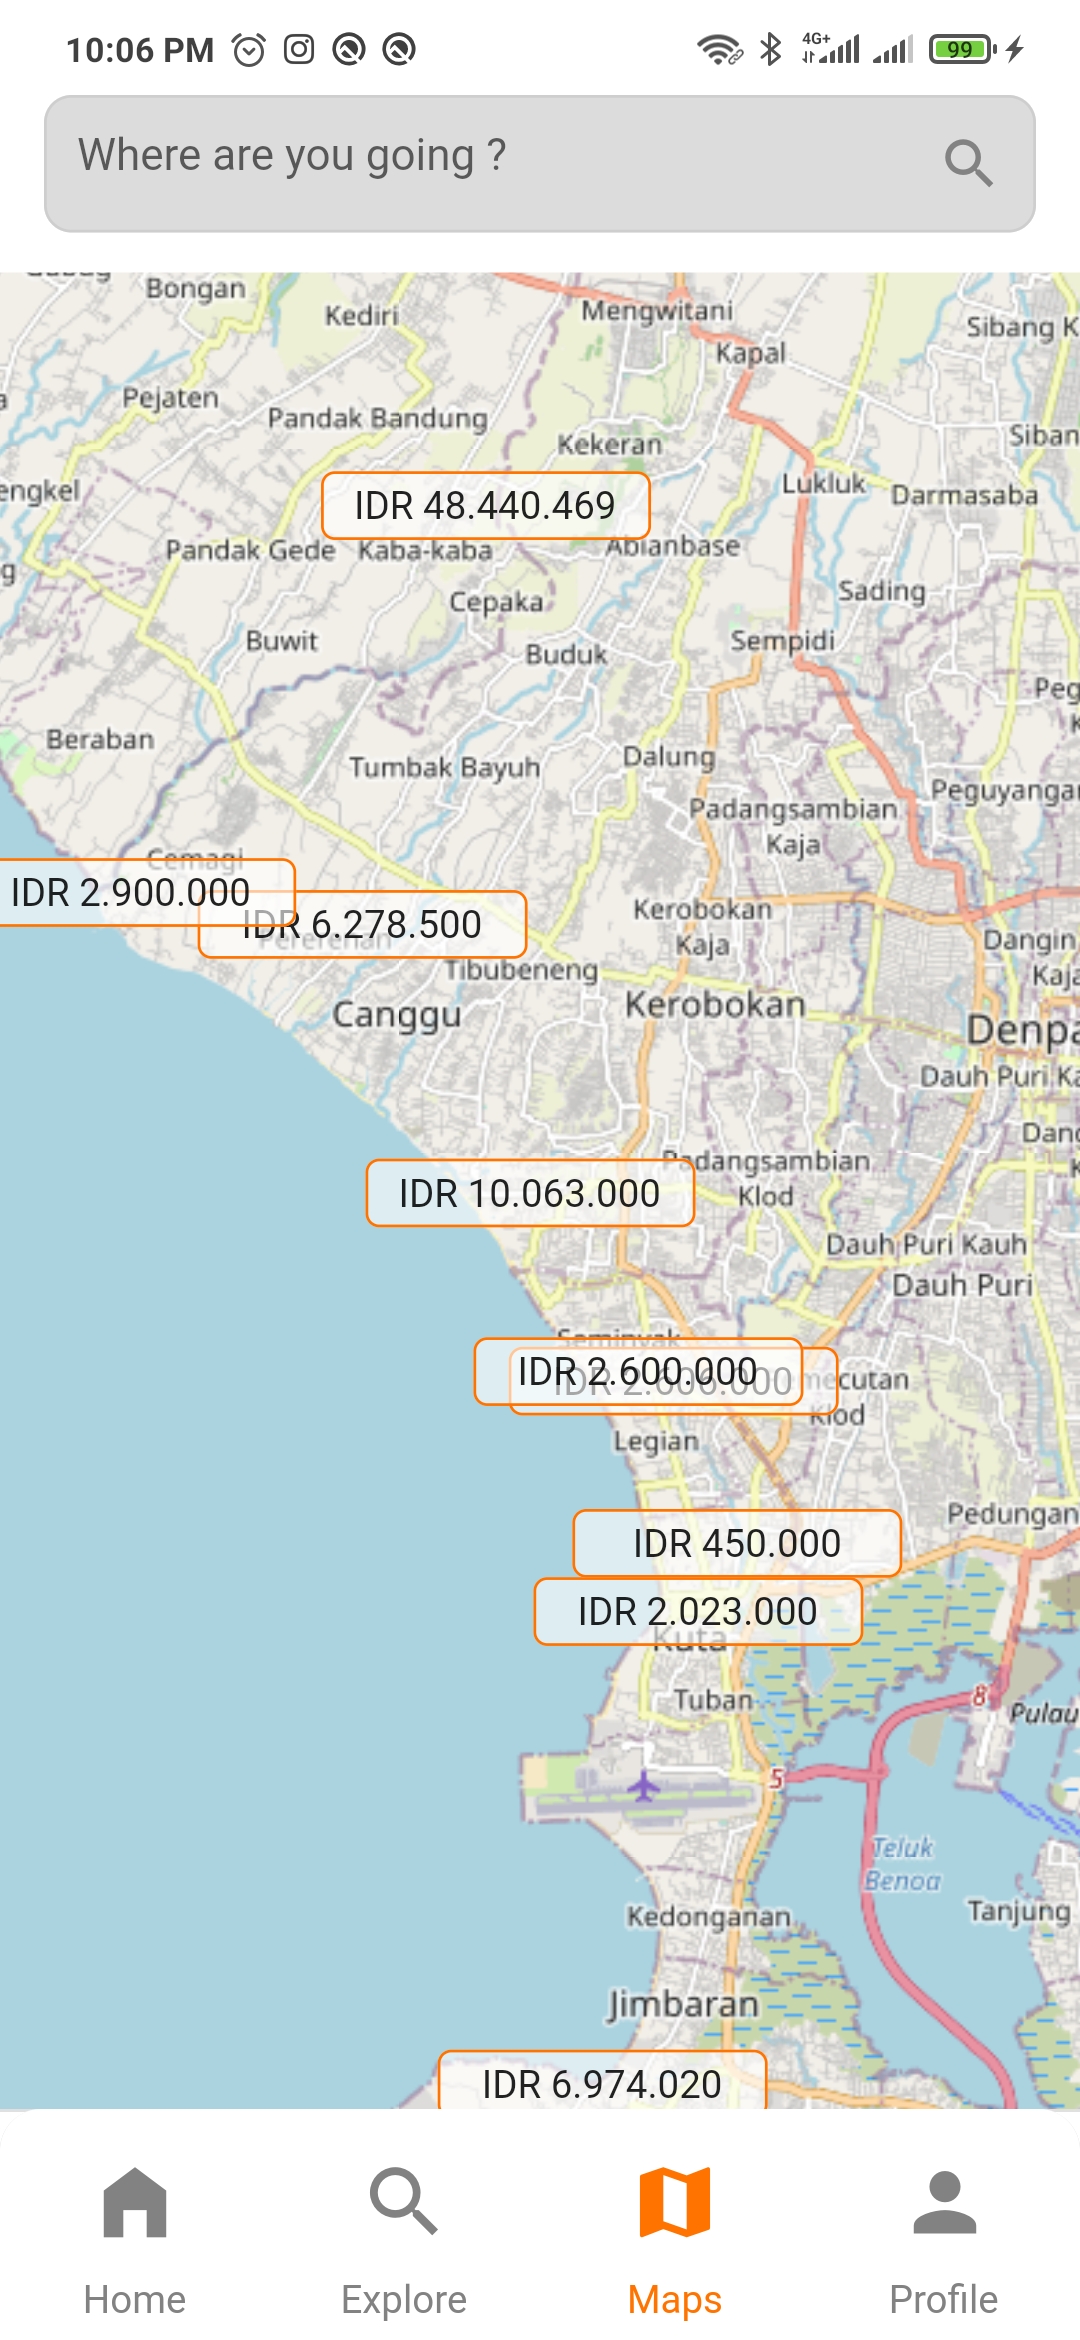 10:06 PM
4G+
99
Where are you going ?
Bongan
Kediri
Mengwitani
Sibang K
Kapal
Pejaten
Pandak Bandung
Kekeran
Siban
engkel
IDR 48.440.469
Lukluk
Darmasaba
Pandak Gede
Kaba-kaba
Abianbase
g
Cepaka
Sading
Buwit
Buduk
Sempidi
Peg
K
Beraban
Tumbak Bayuh
Dalung
Peguyangan
Padangsambian
Kaja
Cemagi
IDR 2.900.000
IDR 6.278.500
Pererenan
Kerobokan
Kaja
Dangin
Kaja
Tibubeneng
Canggu
Kerobokan
Denpa
Dauh Puri Ka
Dang
K
Padangsambian
Klod
IDR 10.063.000
Dauh Puri Kauh
Dauh Puri
Seminyak
IDR 2.600.000
IDR 2.606.000
mecutan
Klod
Legian
Pedungan
IDR 450.000
IDR 2.023.000
Kuta
Tuban
8
Pulau
5
Teluk
Benoa
Kedonganan
Tanjung
Jimbaran
IDR 6.974.020
Home
Explore
Maps
Profile